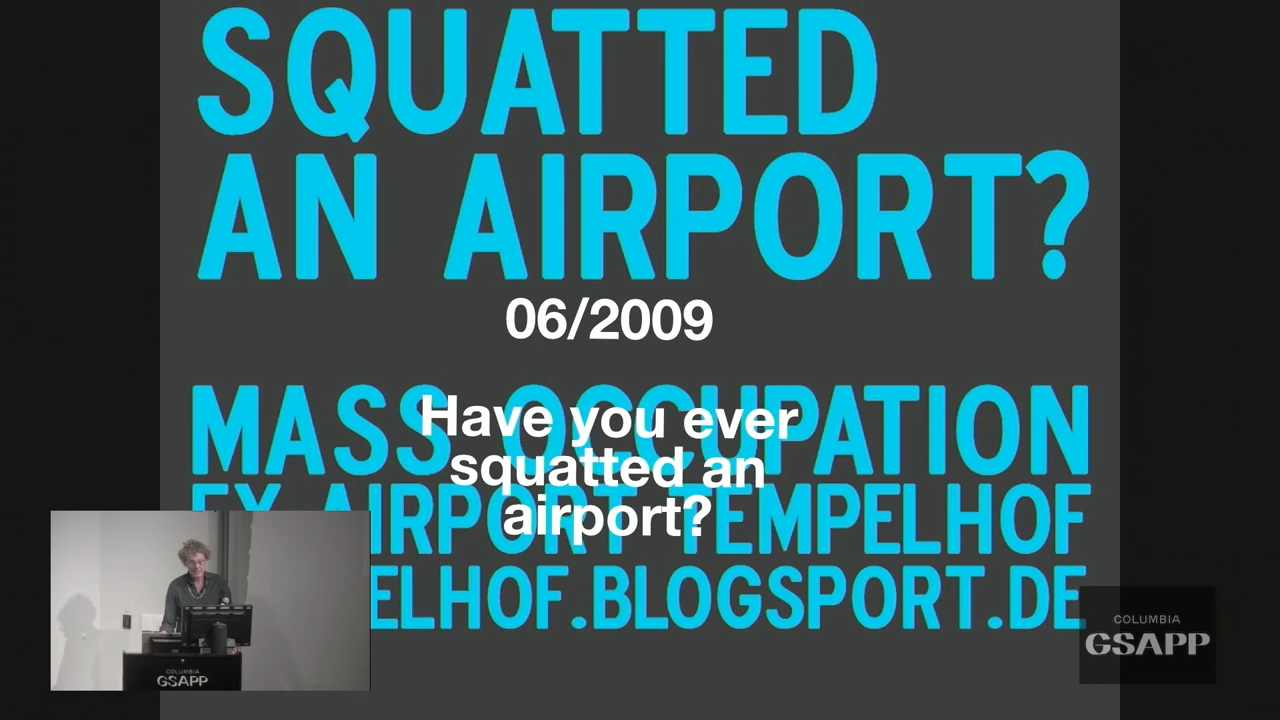 SQUATTED
AN AIRPORT?
06/2009
MASS OCCUPATION
Have you ever
squatted an
airport?
EX AIRPORT TEMPELHOF
ELHOF.BLOGSPORT.DE
COLUMBIA
GSAPP
COLUMBIA
GSAPP